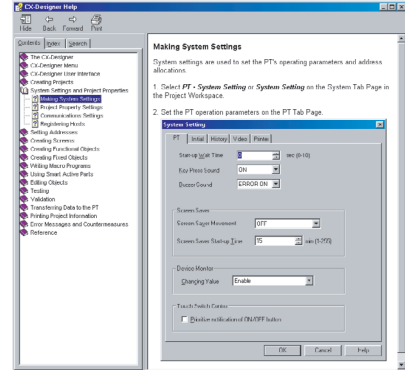 CX-Designer Help
Hide Back Forward Print
Contents Index Search
The CX-Designer
CX-Designer Menu
CX-Designer User Interface
Creating Projects
System Settings and Project Properties
Making System Settings
Project Property Settings
Communications Settings
Registering Hosts
Setting Addresses
Creating Screens
Creating Functional Objects
Creating Fixed Objects
Writing Macro Programs
Using Smart Active Parts
Editing Objects
Testing
Validation
Transferring Data to the PT
Printing Project Information
Error Messages and Countermeasures
Reference
Making System Settings
System settings are used to set the PT's operating parameters and address
allocations.
1. Select PT - System Setting or System Setting on the System Tab Page in
the Project Workspace.
2. Set the PT operation parameters on the PT Tab Page.
System Setting
PT Initial History Video Printer
Start-up Wait Time sec (0-10)
Key Press Sound ON
Buzzer Sound ERROR ON
Screen Saver
Screen Saver Movement OFF
Screen Saver Start-up Time 15 min (1-255)
Device Monitor
Changing Value Enable
Touch Switch Control
Prioritize notification of ON/OFF button
OK Cancel Help